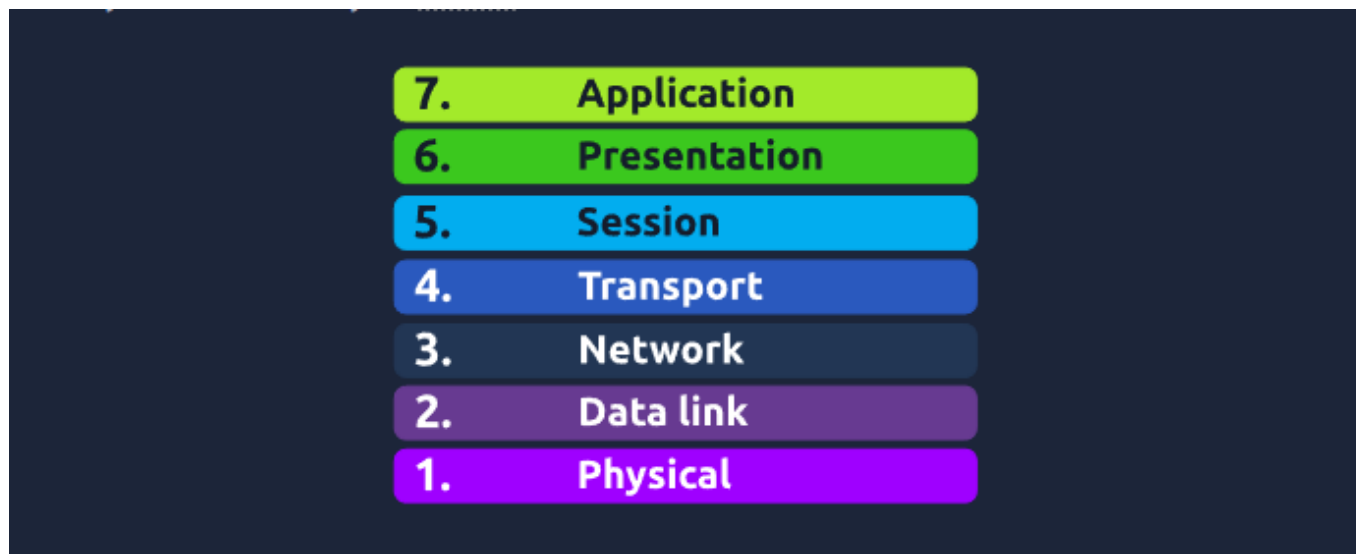 7. Application
6. Presentation
5. Session
4. Transport
3. Network
2. Data link
1. Physical